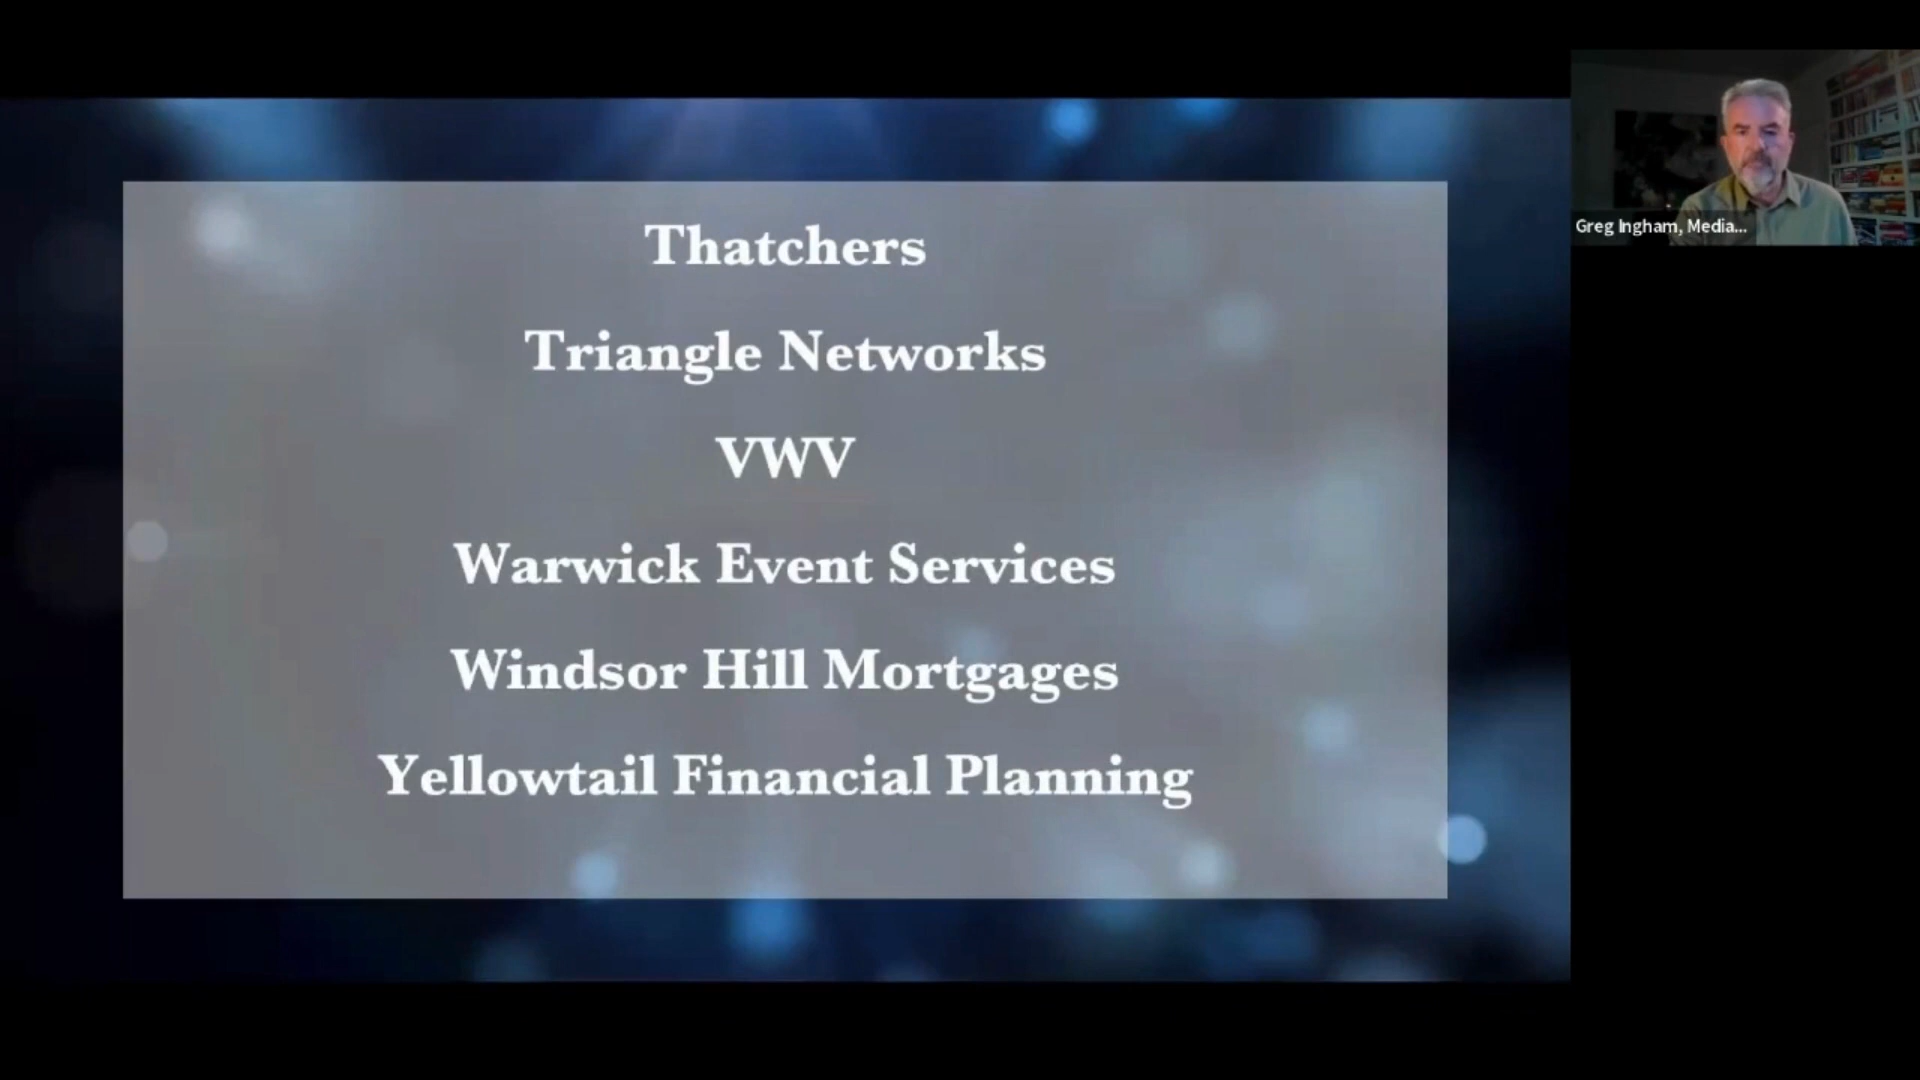 Thatchers
Triangle Networks
VWV
Warwick Event Services
Windsor Hill Mortgages
Yellowtail Financial Planning
Greg Ingham, Media...